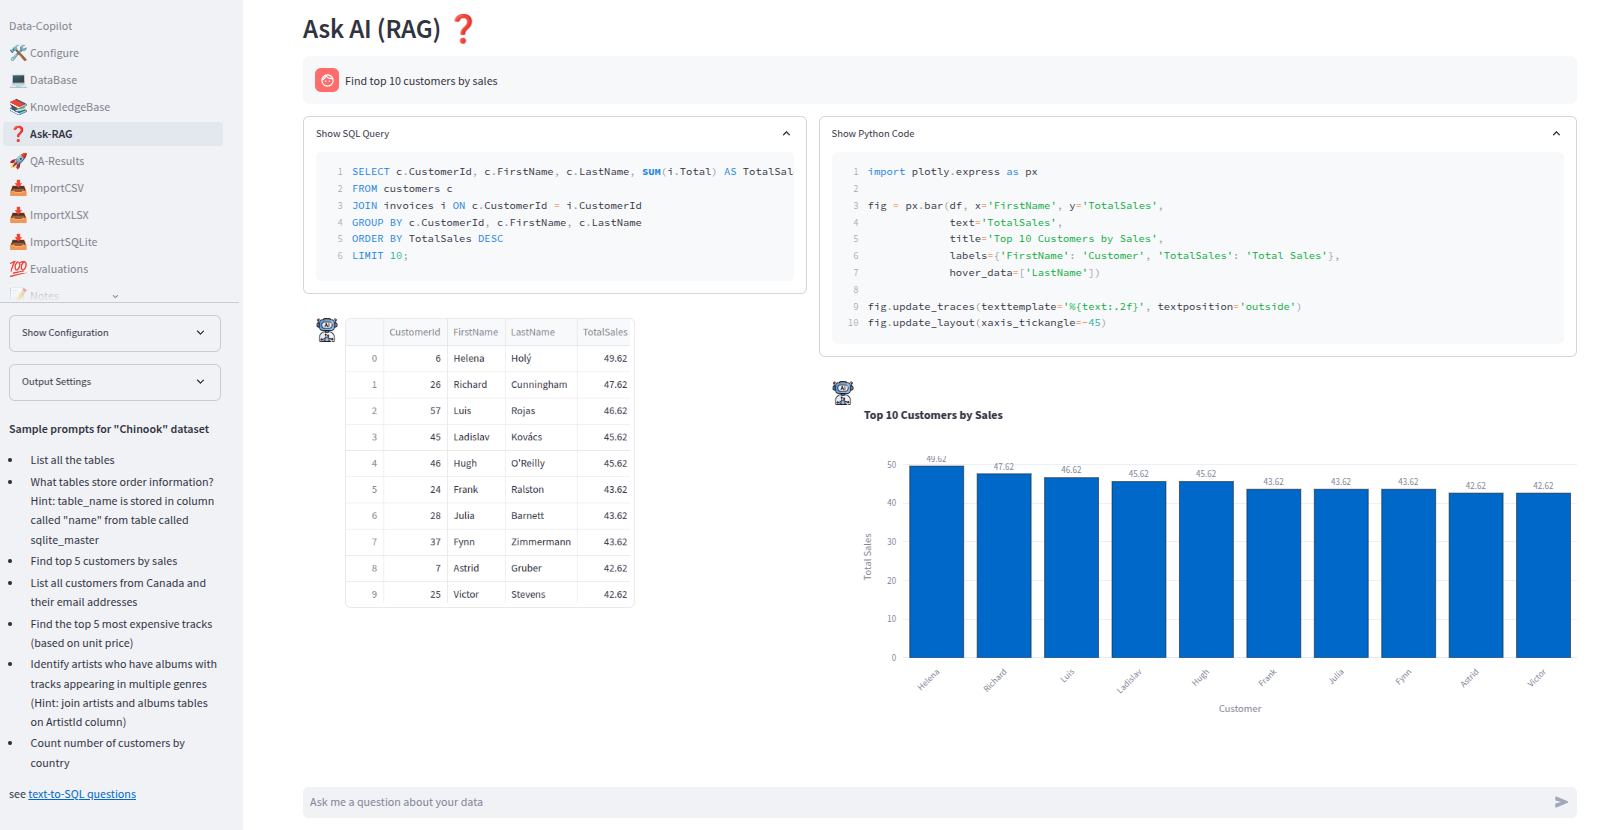 Data-Copilot
Configure
DataBase
KnowledgeBase
Ask-RAG
QA-Results
ImportCSV
ImportXLSX
ImportSQLite
Evaluations
Notes
Show Configuration
Output Settings
Sample prompts for "Chinook" dataset
List all the tables
What tables store order information?
Hint: table_name is stored in column
called "name" from table called
sqlite_master
Find top 5 customers by sales
List all customers from Canada and
their email addresses
Find the top 5 most expensive tracks
(based on unit price)
Identify artists who have albums with
tracks appearing in multiple genres
(Hint: join artists and albums tables
on ArtistId column)
Count number of customers by
country
see text-to-SQL questions
Ask AI (RAG) ❓
Find top 10 customers by sales
Show SQL Query
1 SELECT c.CustomerId, c.FirstName, c.LastName, SUM(i.Total) AS TotalSal
2 FROM customers c
3 JOIN invoices i ON c.CustomerId = i.CustomerId
4 GROUP BY c.CustomerId, c.FirstName, c.LastName
5 ORDER BY TotalSales DESC
6 LIMIT 10;
AI
CustomerId FirstName LastName TotalSales
0 6 Helena Holý 49.62
1 26 Richard Cunningham 47.62
2 57 Luis Rojas 46.62
3 45 Ladislav Kovács 45.62
4 46 Hugh O'Reilly 45.62
5 24 Frank Ralston 43.62
6 28 Julia Barnett 43.62
7 37 Fynn Zimmermann 43.62
8 7 Astrid Gruber 42.62
9 25 Victor Stevens 42.62
Show Python Code
1 import plotly.express as px
2
3 fig = px.bar(df, x='FirstName', y='TotalSales',
4 text='TotalSales',
5 title='Top 10 Customers by Sales',
6 labels={'FirstName': 'Customer', 'TotalSales': 'Total Sales'},
7 hover_data=['LastName'])
8
9 fig.update_traces(texttemplate='%{text:.2f}', textposition='outside')
10 fig.update_layout(xaxis_tickangle=-45)
AI
Top 10 Customers by Sales
49.62 47.62 46.62 45.62 45.62 43.62 43.62 43.62 42.62 42.62
50
40
30
20
10
0
Total Sales
Helena Richard Luis Ladislav Hugh Frank Julia Fynn Astrid Victor
Customer
Ask me a question about your data